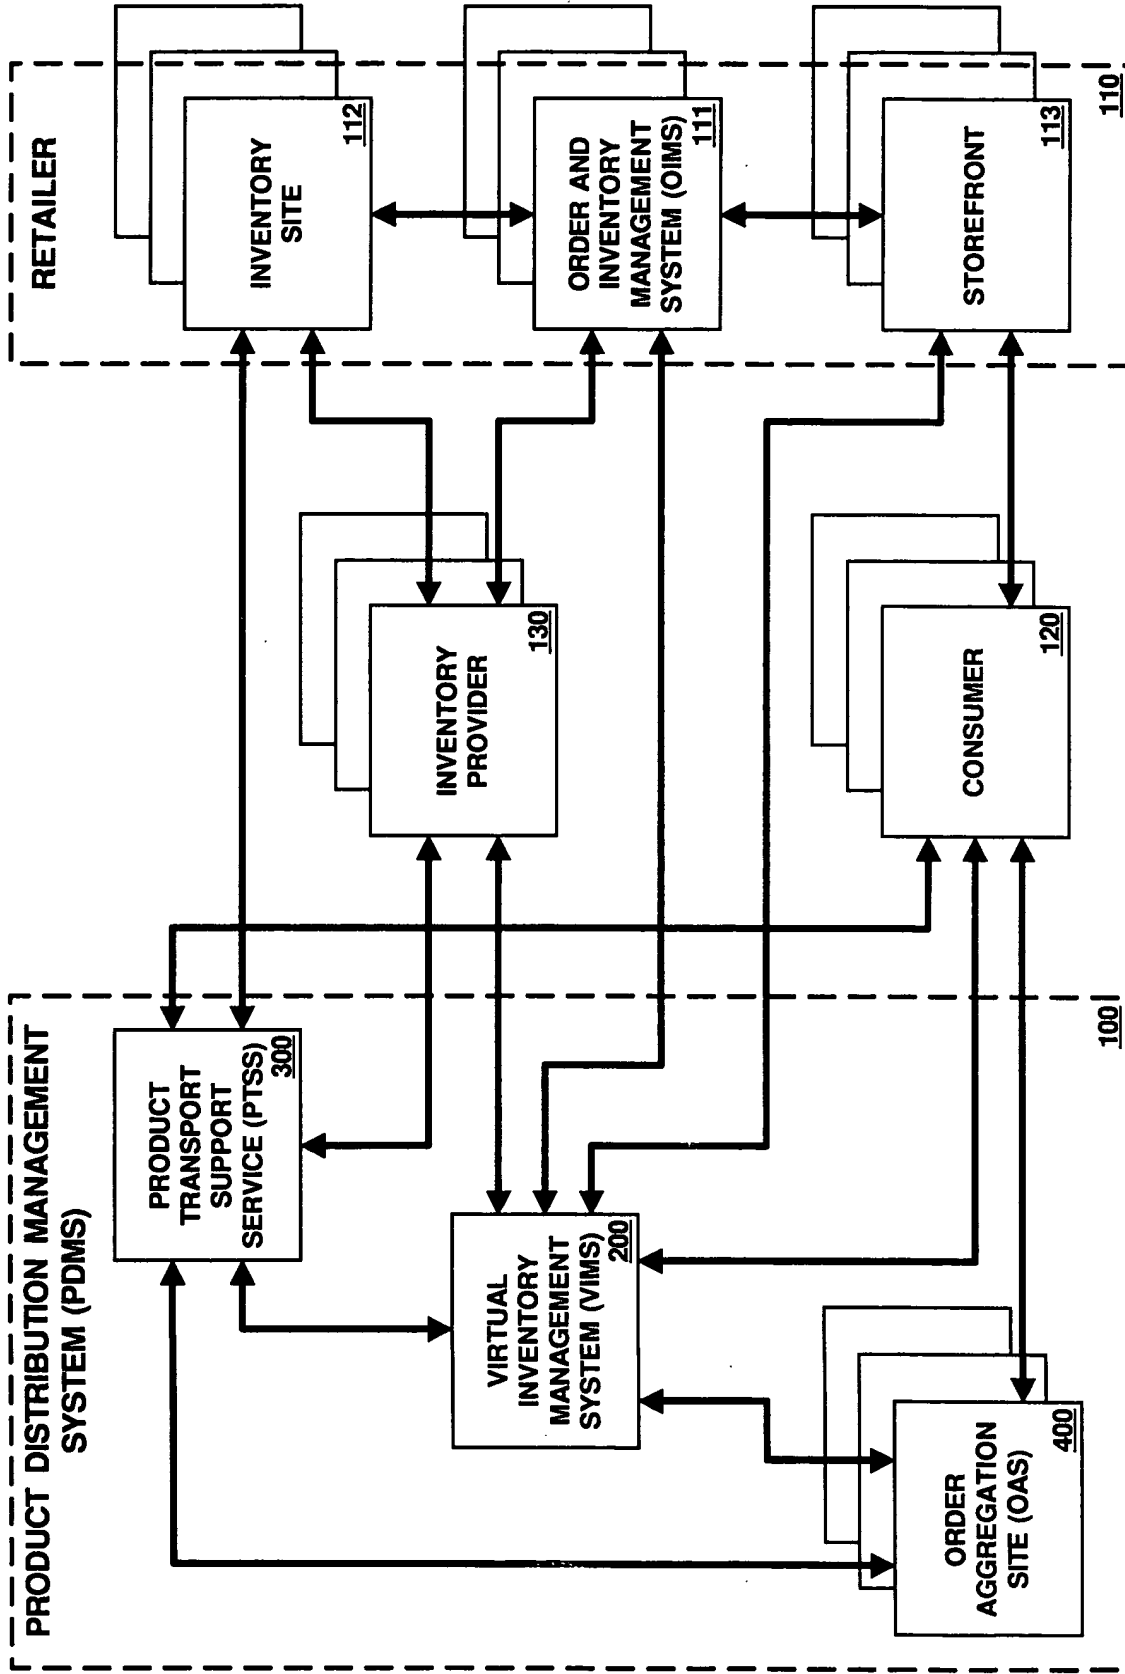 PRODUCT DISTRIBUTION MANAGEMENT
SYSTEM (PDMS)
PRODUCT
TRANSPORT
SUPPORT
SERVICE (PTSS)
300
VIRTUAL
INVENTORY
MANAGEMENT
SYSTEM (VIMS)
200
ORDER
AGGREGATION
SITE (OAS)
400
100
INVENTORY
PROVIDER
130
CONSUMER
120
RETAILER
INVENTORY
SITE
112
ORDER AND
INVENTORY
MANAGEMENT
SYSTEM (OIMS)
111
STOREFRONT
113
110